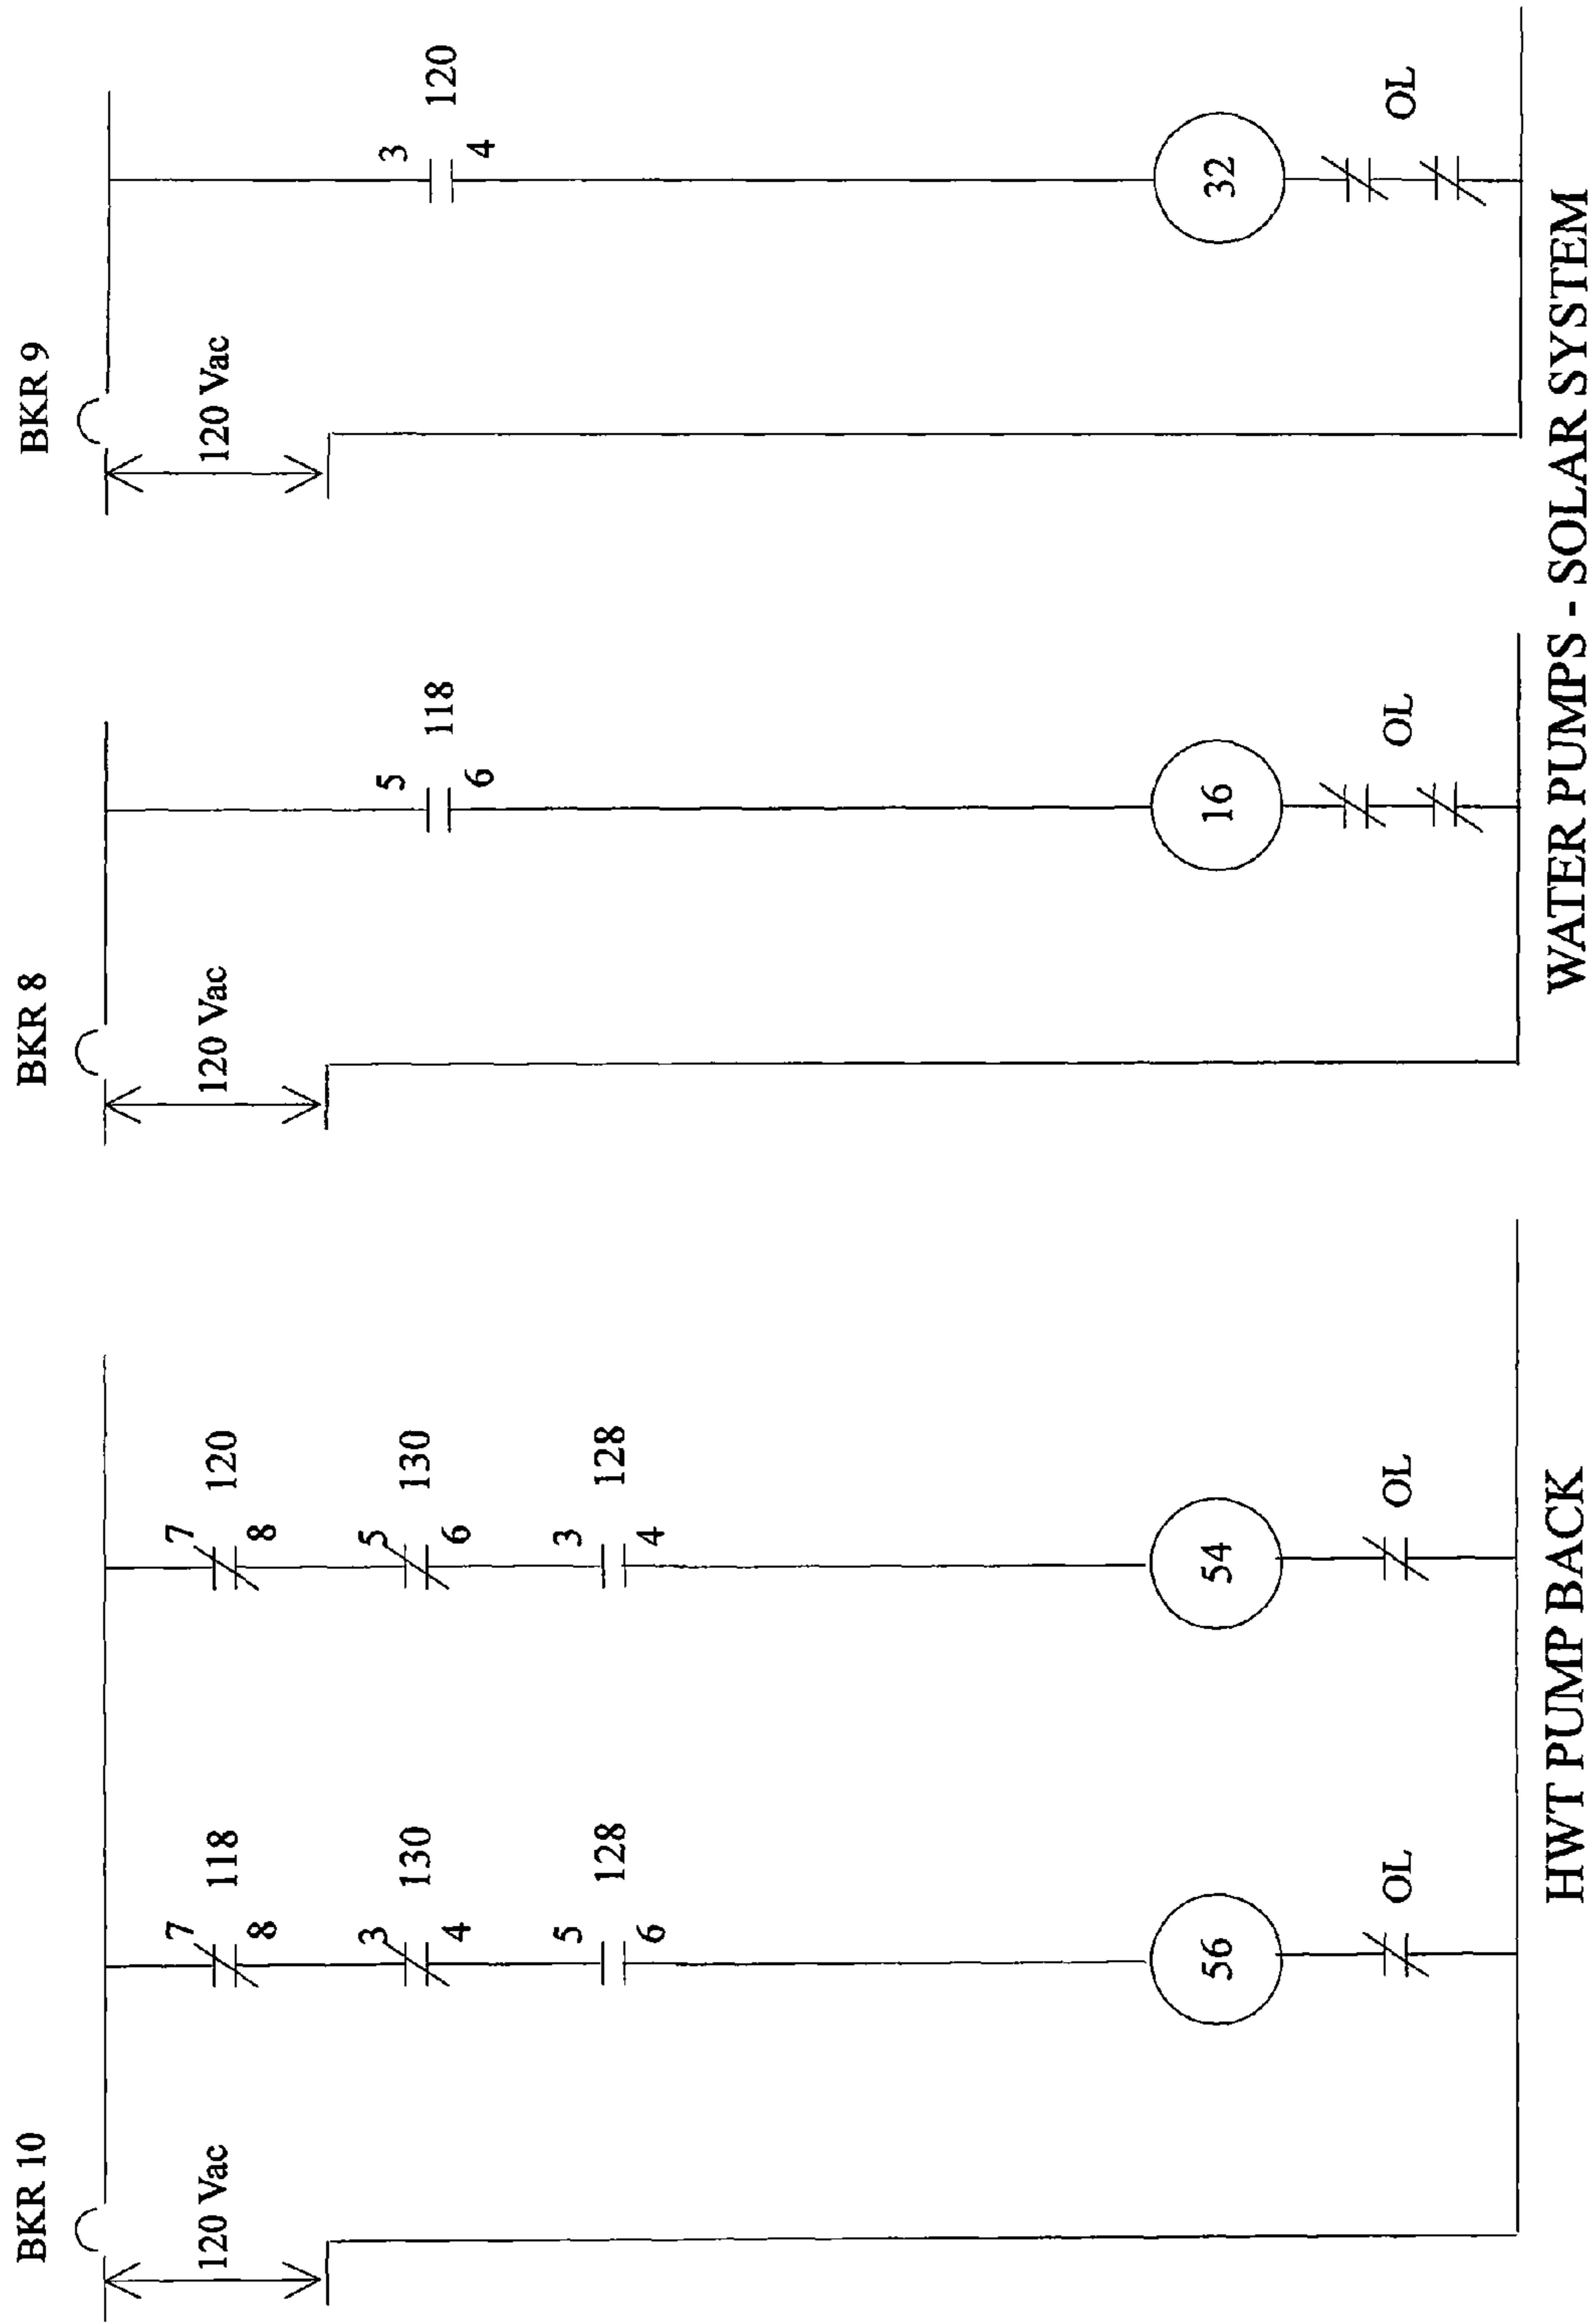 BKR 10
120 Vac
7
8
118
3
4
130
5
6
128
56
OL
7
8
120
5
6
130
3
4
128
54
OL
HWT PUMP BACK
BKR 8
120 Vac
5
6
118
16
OL
BKR 9
120 Vac
3
4
120
32
OL
WATER PUMPS - SOLAR SYSTEM